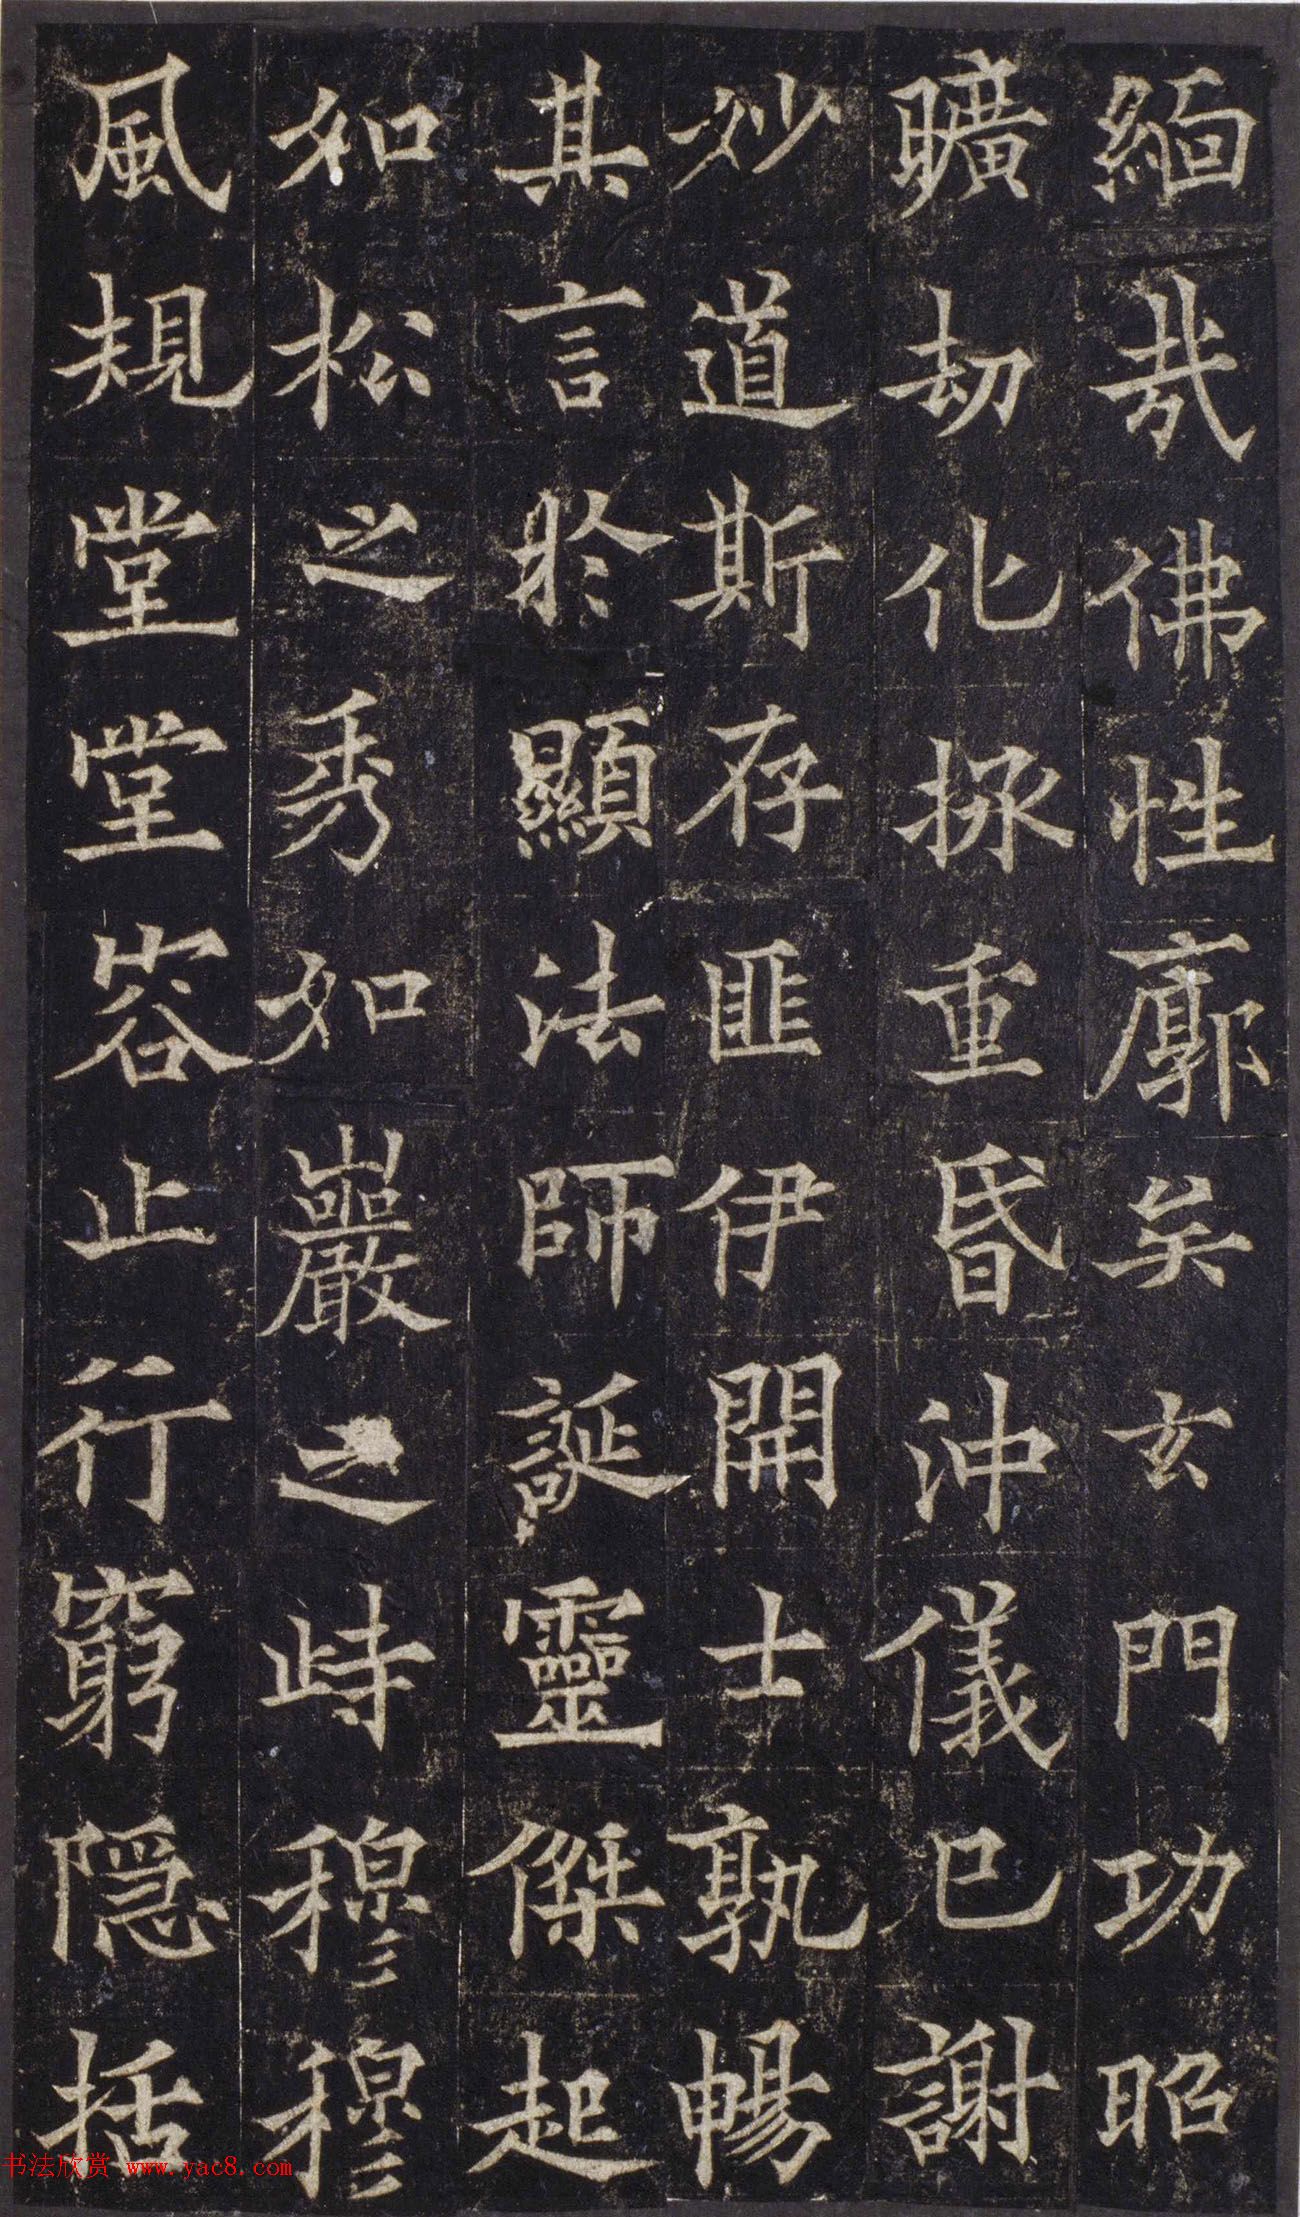 緬哉佛性廓矣玄門功昭
曠劫化拯重昏沖儀已謝
妙道斯存匪伊開士孰暢
其言於顯法師誕靈傑起
如松之秀如巖之峙穆穆
風規堂堂容止行窮隱括
书法欣赏 www.yac8.com